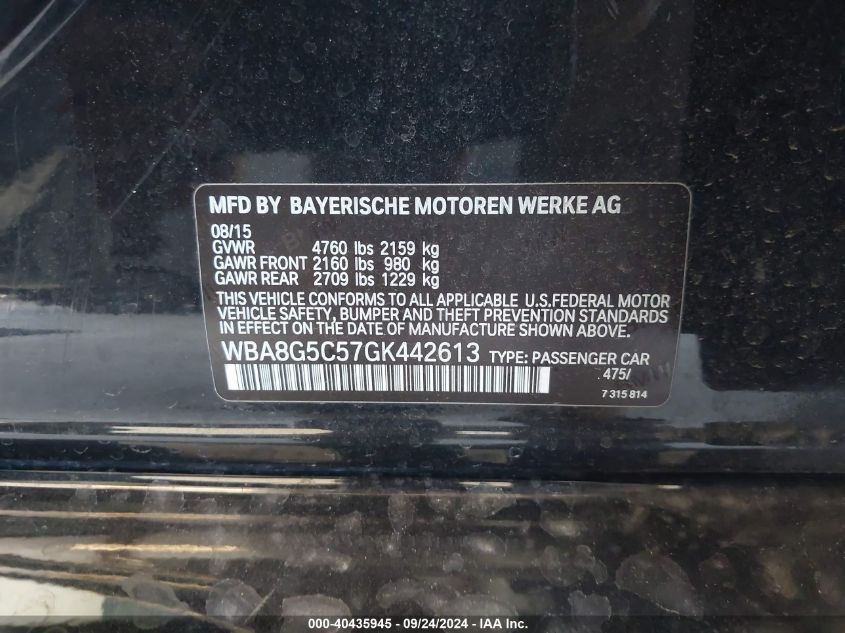 MFD BY BAYERISCHE MOTOREN WERKE AG
08/15
GVWR 4760 lbs 2159 kg
GAWR FRONT 2160 lbs 980 kg
GAWR REAR 2709 lbs 1229 kg
THIS VEHICLE CONFORMS TO ALL APPLICABLE U.S.FEDERAL MOTOR
VEHICLE SAFETY, BUMPER AND THEFT PREVENTION STANDARDS
IN EFFECT ON THE DATE OF MANUFACTURE SHOWN ABOVE.
WBA8G5C57GK442613 TYPE: PASSENGER CAR
475/
7 315 814
000-40435945 - 09/24/2024 - IAA Inc.